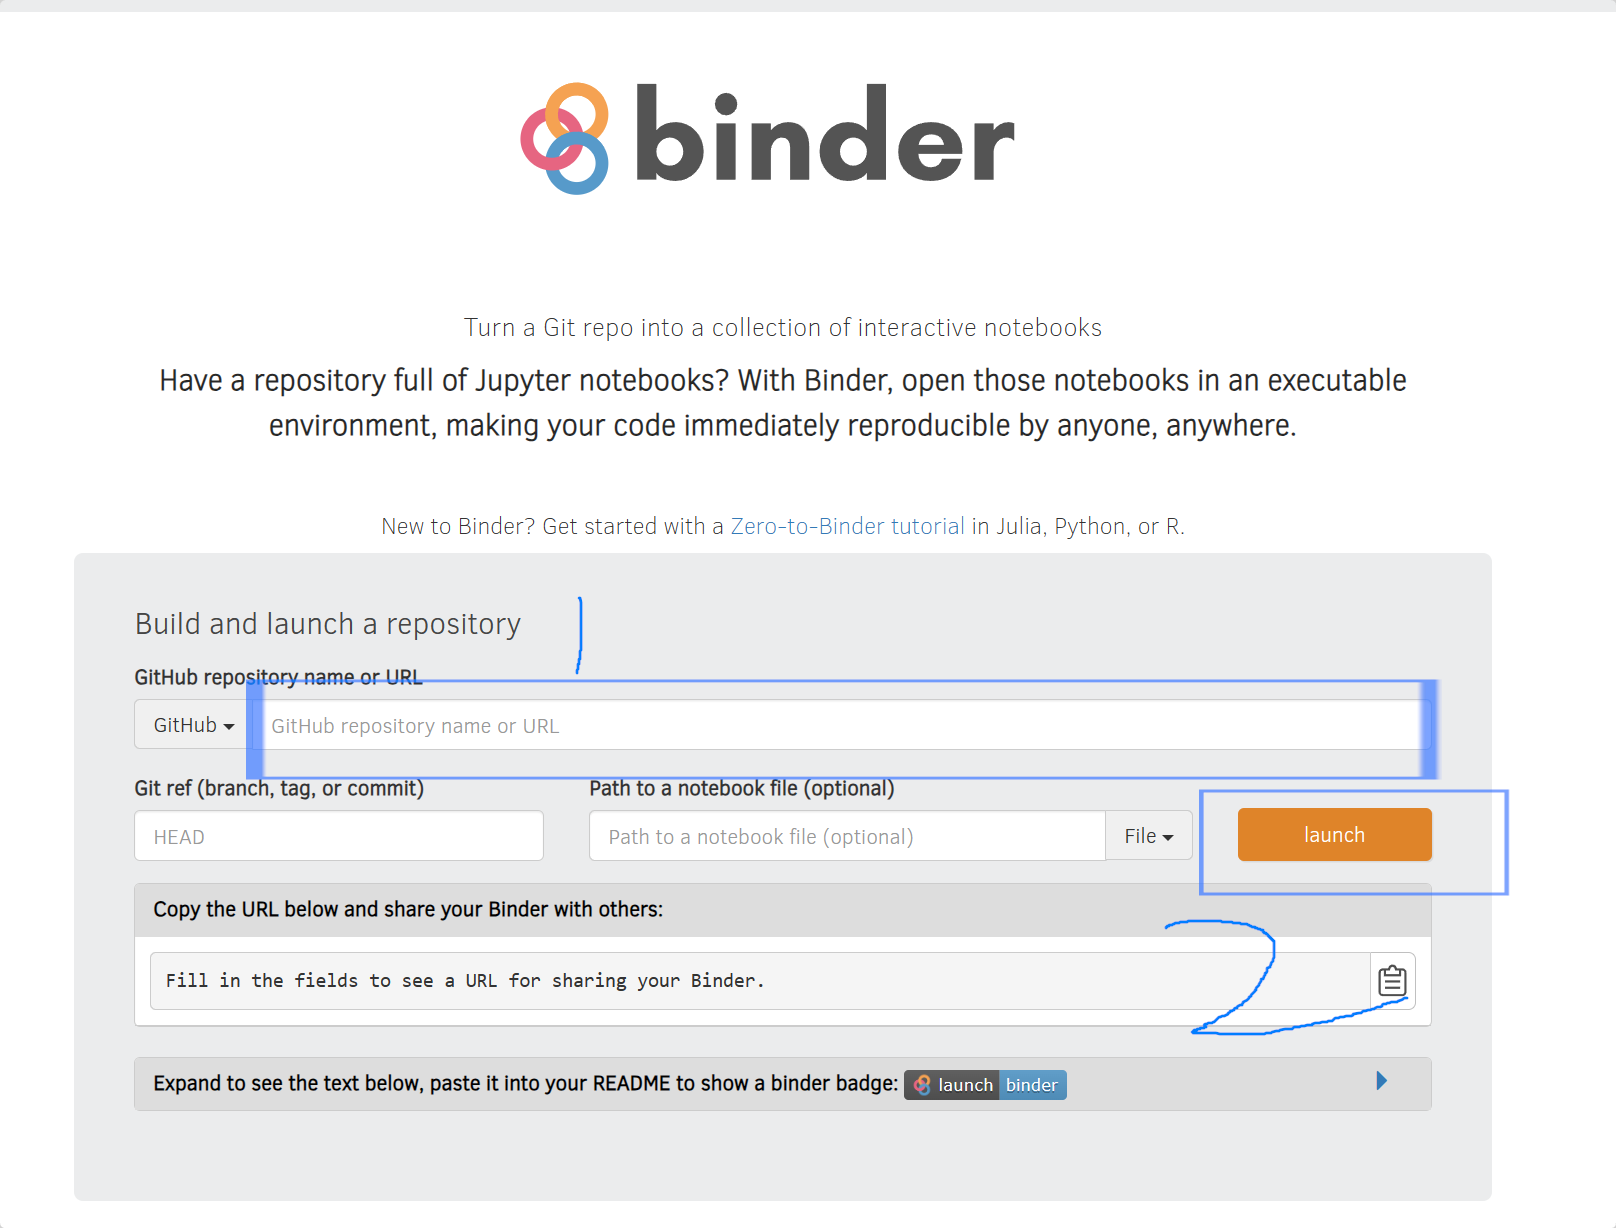 binder
Turn a Git repo into a collection of interactive notebooks
Have a repository full of Jupyter notebooks? With Binder, open those notebooks in an executable
environment, making your code immediately reproducible by anyone, anywhere.
New to Binder? Get started with a Zero-to-Binder tutorial in Julia, Python, or R.
Build and launch a repository
1
GitHub repository name or URL
GitHub
GitHub repository name or URL
Git ref (branch, tag, or commit)
Path to a notebook file (optional)
HEAD
Path to a notebook file (optional)
File
launch
Copy the URL below and share your Binder with others:
2
Fill in the fields to see a URL for sharing your Binder.
Expand to see the text below, paste it into your README to show a binder badge: launch binder